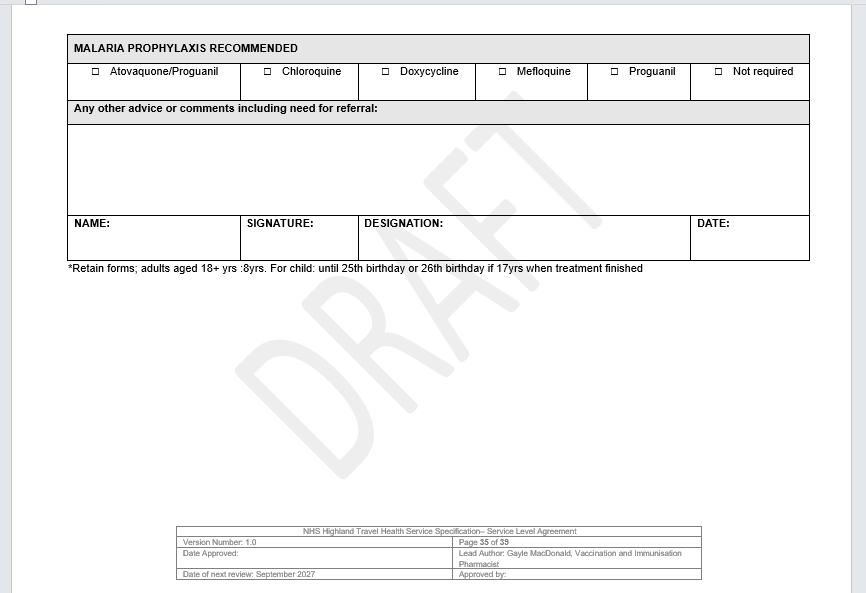 MALARIA PROPHYLAXIS RECOMMENDED
☐ Atovaquone/Proguanil ☐ Chloroquine ☐ Doxycycline ☐ Mefloquine ☐ Proguanil ☐ Not required
Any other advice or comments including need for referral:
NAME: SIGNATURE: DESIGNATION: DATE:
*Retain forms; adults aged 18+ yrs :8yrs. For child: until 25th birthday or 26th birthday if 17yrs when treatment finished
DRAFT
NHS Highland Travel Health Service Specification– Service Level Agreement
Version Number: 1.0 Page 35 of 39
Date Approved: Lead Author: Gayle MacDonald, Vaccination and Immunisation
Pharmacist
Date of next review: September 2027 Approved by: